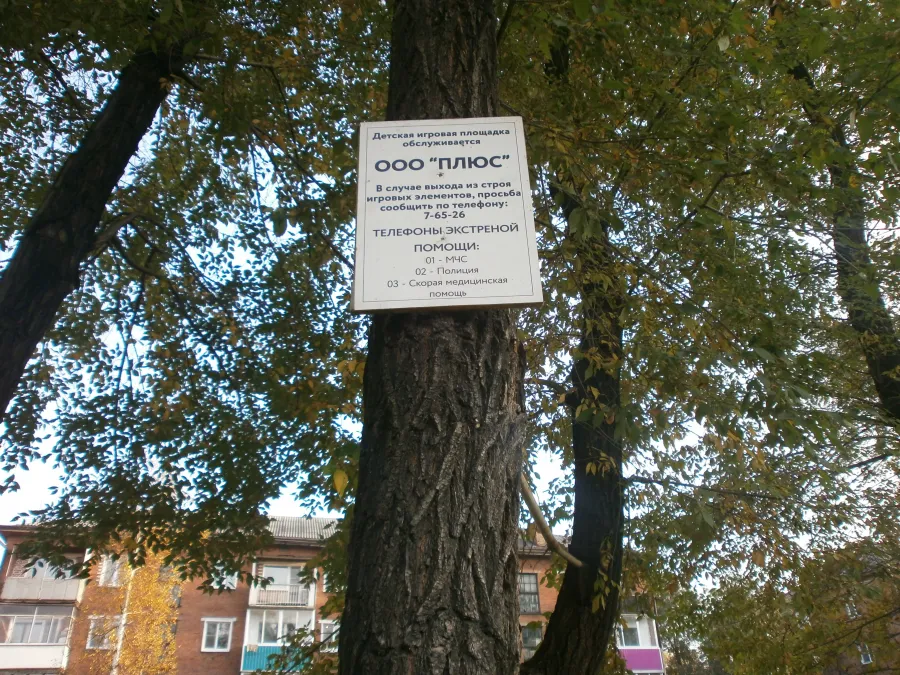 Детская игровая площадка
обслуживается
ООО "ПЛЮС"
В случае выхода из строя
игровых элементов, просьба
сообщить по телефону:
7-65-26
ТЕЛЕФОНЫ ЭКСТРЕНОЙ
ПОМОЩИ:
01 - МЧС
02 - Полиция
03 - Скорая медицинская
помощь